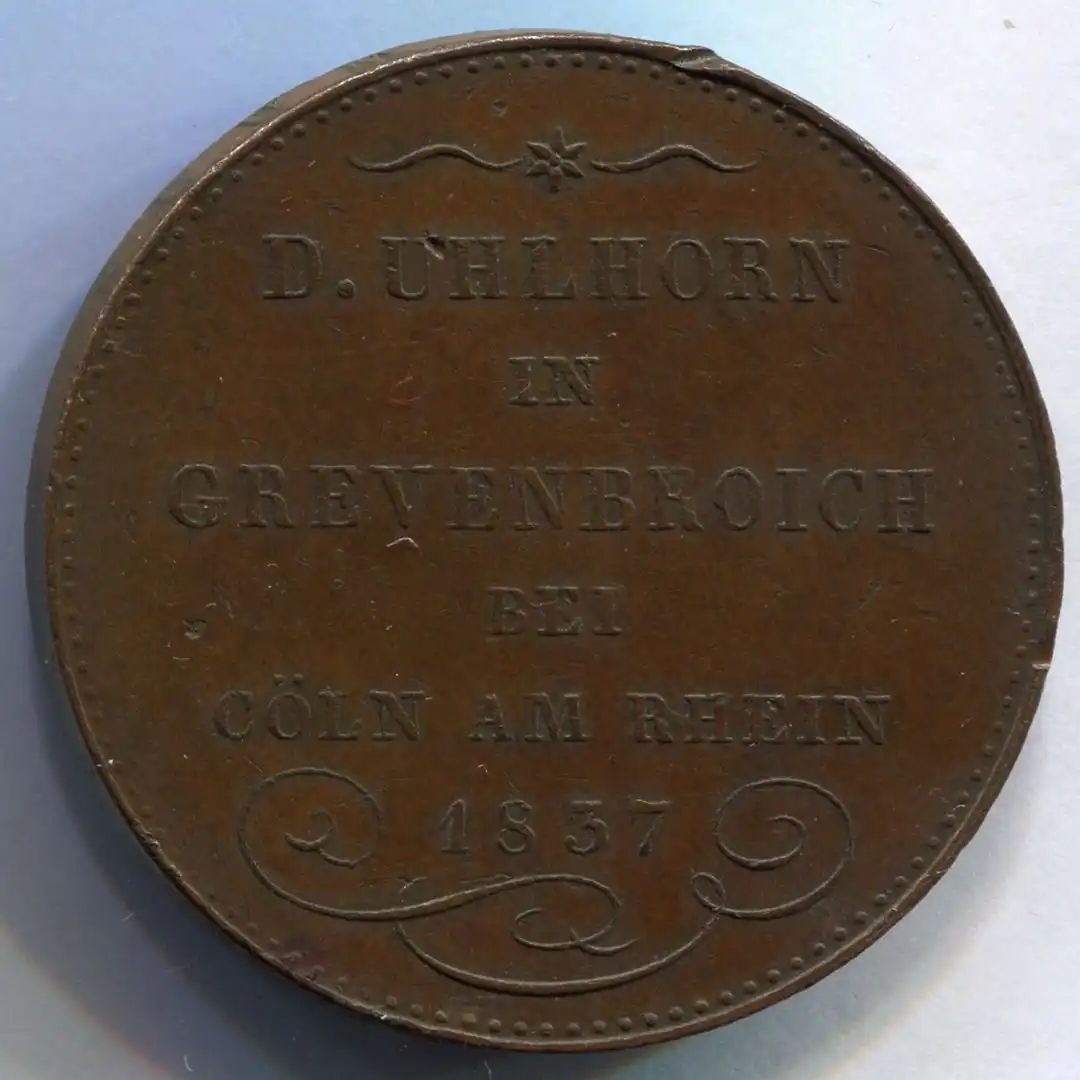 D. UHLHORN
IN
GREVENBROICH
BEI
CÖLN AM RHEIN
1837